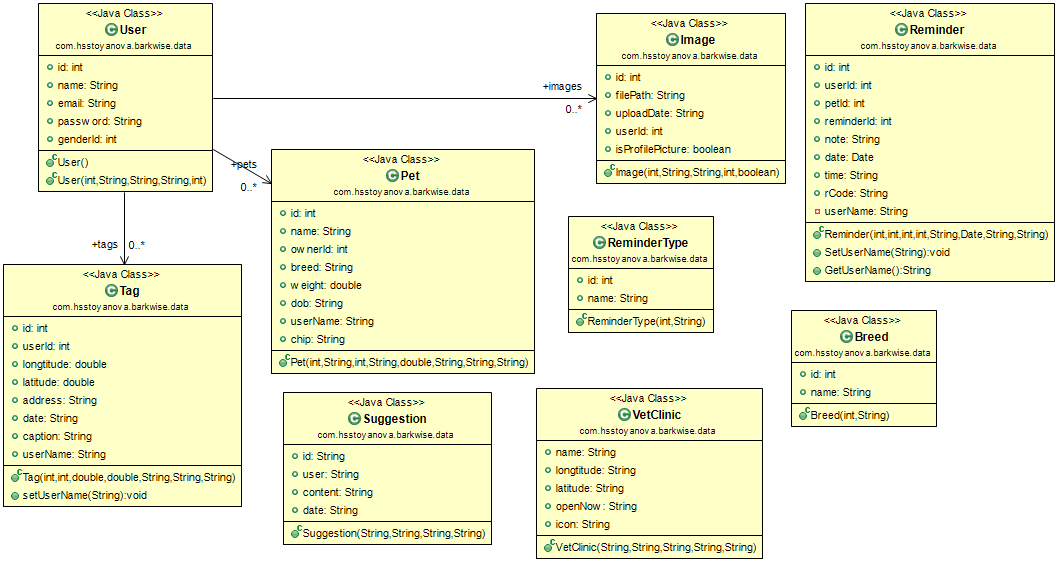 <<Java Class>>
User
com.hsstoyanova.barkwise.data
id: int
name: String
email: String
password: String
genderId: int
User()
User(int,String,String,String,int)
+images
0..*
+pets
0..*
+tags
0..*
<<Java Class>>
Image
com.hsstoyanova.barkwise.data
id: int
filePath: String
uploadDate: String
userId: int
isProfilePicture: boolean
Image(int,String,String,int,boolean)
<<Java Class>>
Reminder
com.hsstoyanova.barkwise.data
id: int
userId: int
petId: int
reminderId: int
note: String
date: Date
time: String
rCode: String
userName: String
Reminder(int,int,int,int,String,Date,String,String)
SetUserName(String):void
GetUserName():String
<<Java Class>>
Pet
com.hsstoyanova.barkwise.data
id: int
name: String
ownerId: int
breed: String
weight: double
dob: String
userName: String
chip: String
Pet(int,String,int,String,double,String,String,String)
<<Java Class>>
ReminderType
com.hsstoyanova.barkwise.data
id: int
name: String
ReminderType(int,String)
<<Java Class>>
Tag
com.hsstoyanova.barkwise.data
id: int
userId: int
longtitude: double
latitude: double
address: String
date: String
caption: String
userName: String
Tag(int,int,double,double,String,String,String)
setUserName(String):void
<<Java Class>>
Breed
com.hsstoyanova.barkwise.data
id: int
name: String
Breed(int,String)
<<Java Class>>
Suggestion
com.hsstoyanova.barkwise.data
id: String
user: String
content: String
date: String
Suggestion(String,String,String,String)
<<Java Class>>
VetClinic
com.hsstoyanova.barkwise.data
name: String
longtitude: String
latitude: String
openNow: String
icon: String
VetClinic(String,String,String,String,String)